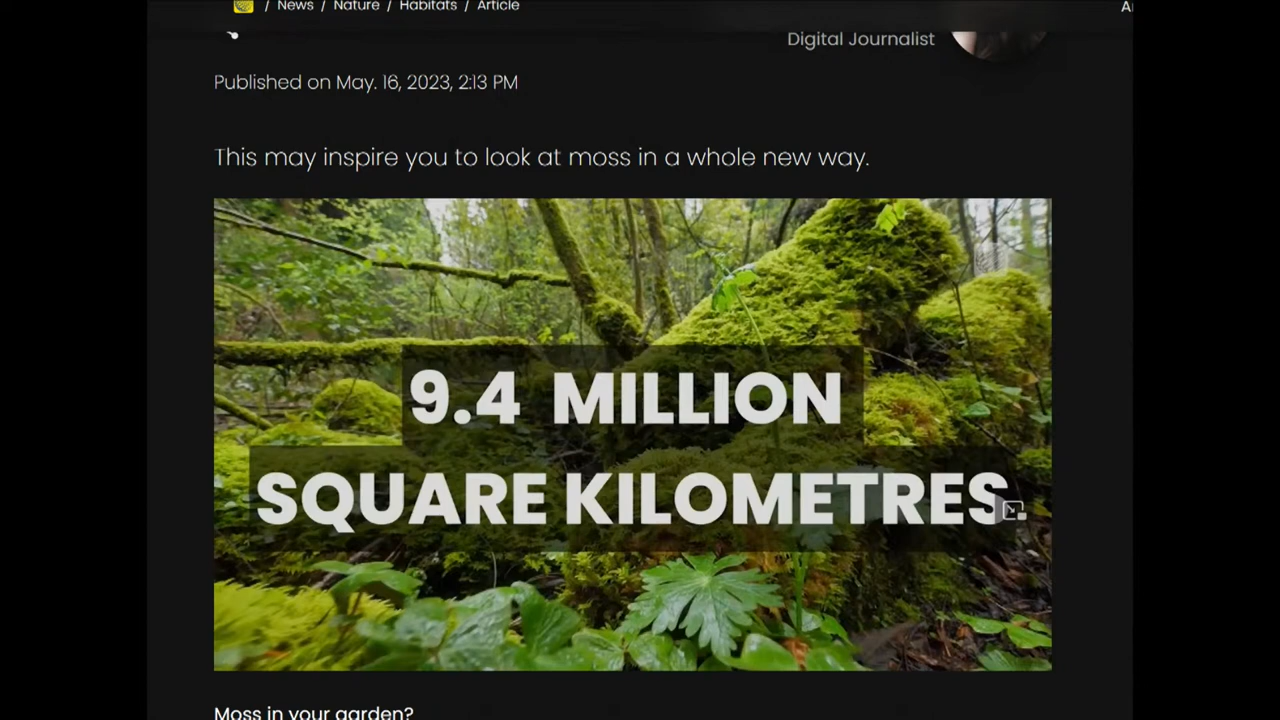 / News / Nature / Habitats / Article
Digital Journalist
Published on May. 16, 2023, 2:13 PM
This may inspire you to look at moss in a whole new way.
9.4 MILLION
SQUARE KILOMETRES
Moss in your garden?